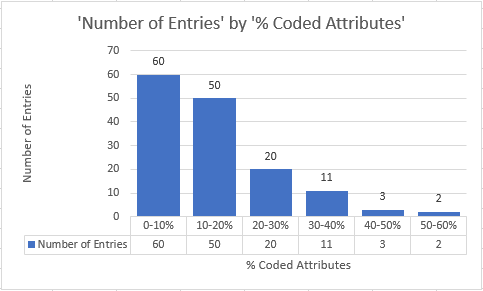 'Number of Entries' by '% Coded Attributes'
70
60
50
40
30
20
10
0
Number of Entries
60
50
20
11
3
2
0-10% 10-20% 20-30% 30-40% 40-50% 50-60%
Number of Entries 60 50 20 11 3 2
% Coded Attributes